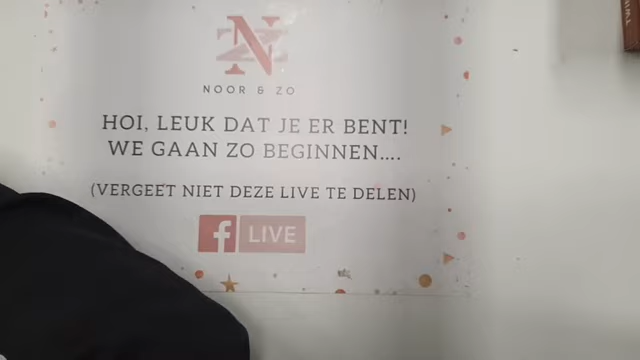 NZ
NOOR & ZO
HOI, LEUK DAT JE ER BENT!
WE GAAN ZO BEGINNEN....
(VERGEET NIET DEZE LIVE TE DELEN)
f LIVE